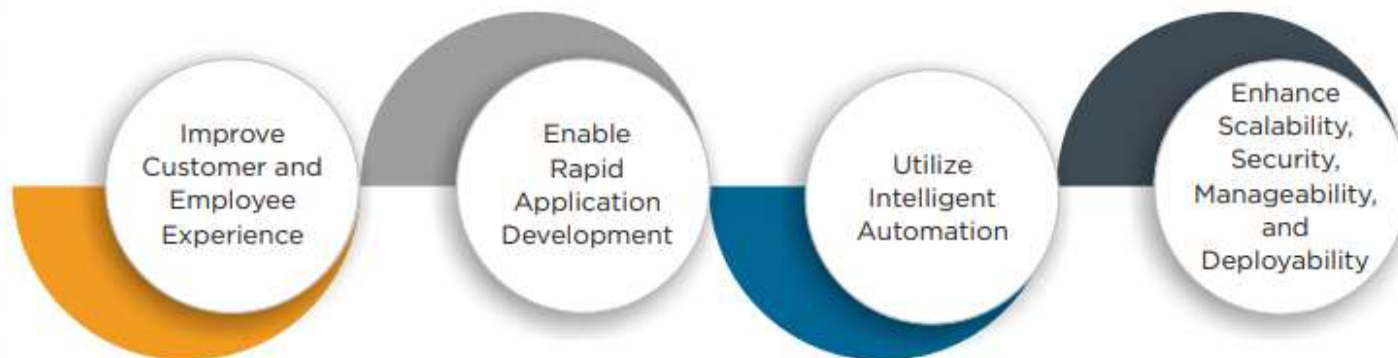 Improve
Customer and
Employee
Experience
Enable
Rapid
Application
Development
Utilize
Intelligent
Automation
Enhance
Scalability,
Security,
Manageability,
and
Deployability